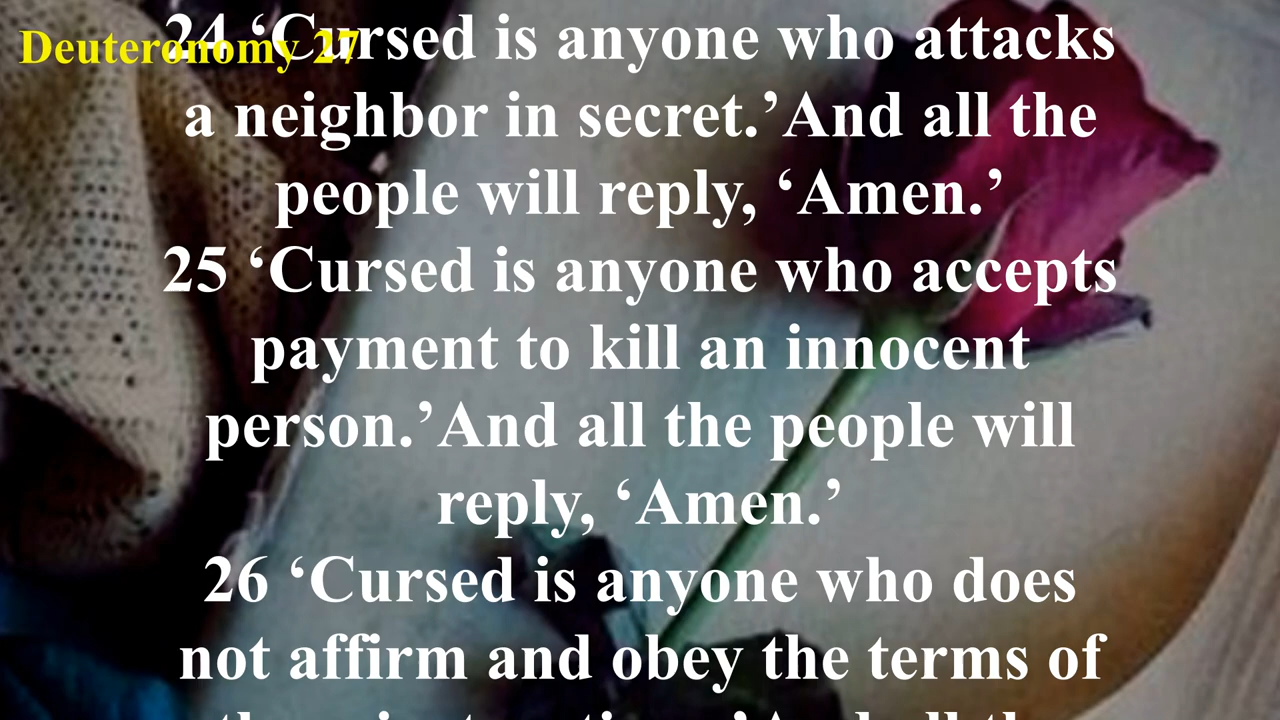 Deuteronomy 27
24 ‘Cursed is anyone who attacks
a neighbor in secret.’And all the
people will reply, ‘Amen.’
25 ‘Cursed is anyone who accepts
payment to kill an innocent
person.’And all the people will
reply, ‘Amen.’
26 ‘Cursed is anyone who does
not affirm and obey the terms of